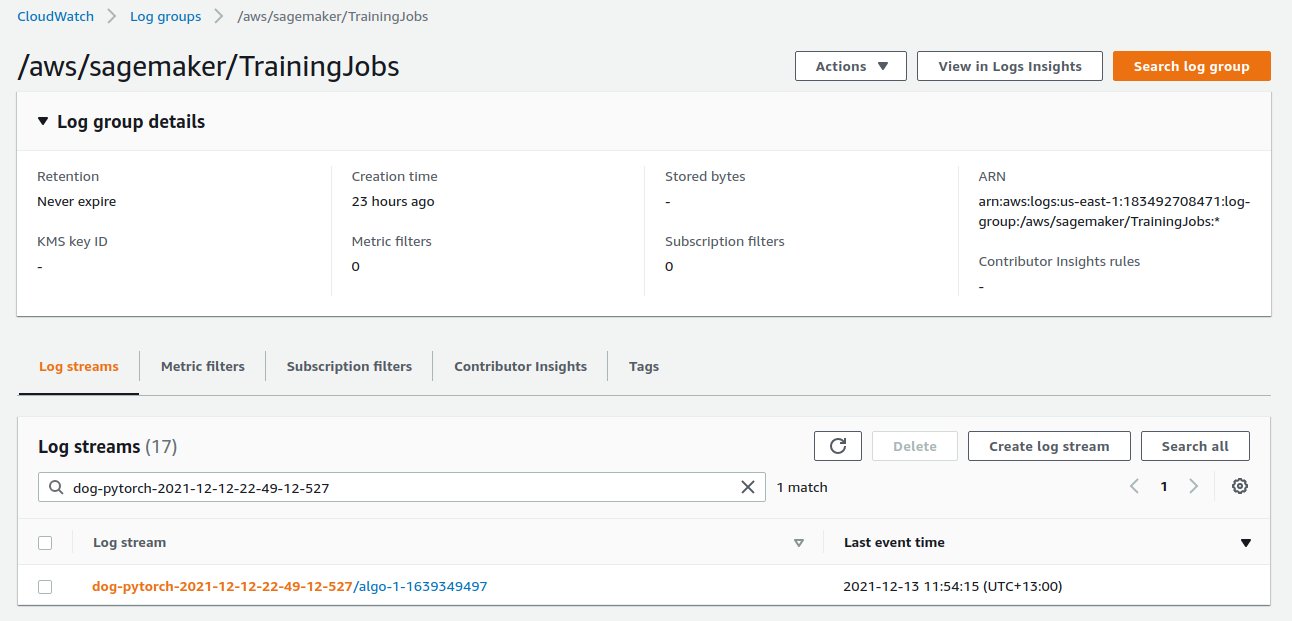 CloudWatch > Log groups > /aws/sagemaker/TrainingJobs
/aws/sagemaker/TrainingJobs
Actions
View in Logs Insights
Search log group
Log group details
Retention
Never expire
KMS key ID
-
Creation time
23 hours ago
Metric filters
0
Stored bytes
-
Subscription filters
0
ARN
arn:aws:logs:us-east-1:183492708471:log-
group:/aws/sagemaker/TrainingJobs:*
Contributor Insights rules
-
Log streams
Metric filters
Subscription filters
Contributor Insights
Tags
Log streams (17)
Delete
Create log stream
Search all
dog-pytorch-2021-12-12-22-49-12-527
1 match
1
Log stream
Last event time
dog-pytorch-2021-12-12-22-49-12-527/algo-1-1639349497
2021-12-13 11:54:15 (UTC+13:00)